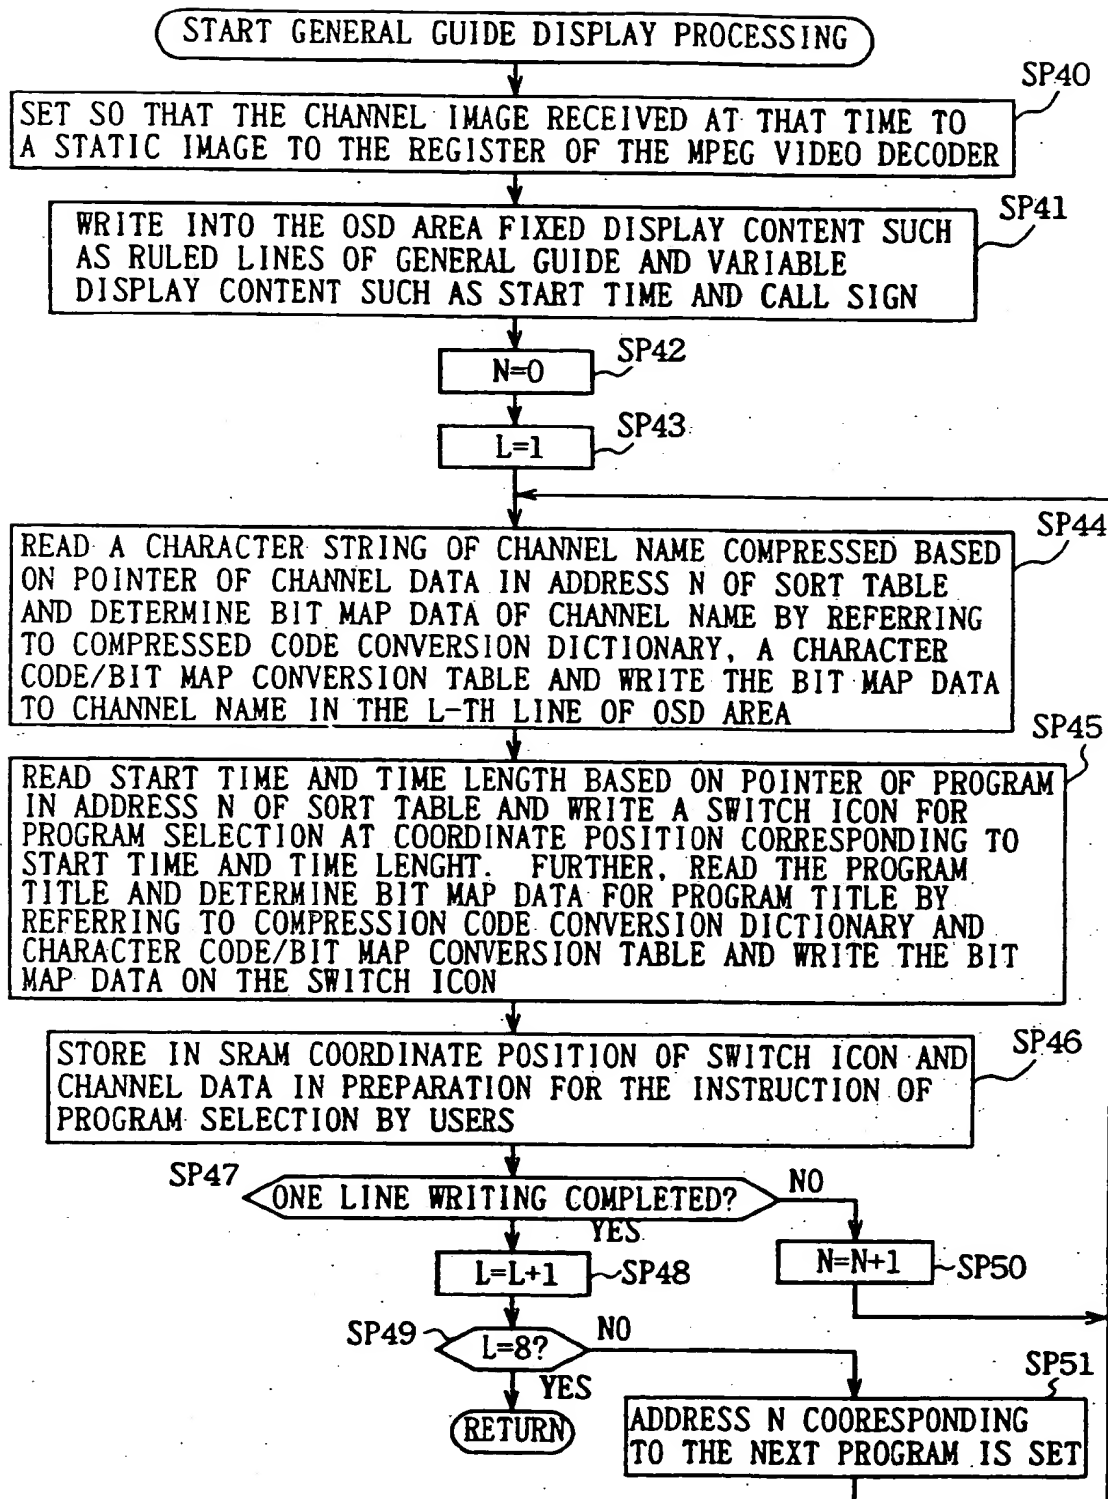 START GENERAL GUIDE DISPLAY PROCESSING
SP40
SET SO THAT THE CHANNEL IMAGE RECEIVED AT THAT TIME TO
A STATIC IMAGE TO THE REGISTER OF THE MPEG VIDEO DECODER
SP41
WRITE INTO THE OSD AREA FIXED DISPLAY CONTENT SUCH
AS RULED LINES OF GENERAL GUIDE AND VARIABLE
DISPLAY CONTENT SUCH AS START TIME AND CALL SIGN
SP42
N=0
SP43
L=1
SP44
READ A CHARACTER STRING OF CHANNEL NAME COMPRESSED BASED
ON POINTER OF CHANNEL DATA IN ADDRESS N OF SORT TABLE
AND DETERMINE BIT MAP DATA OF CHANNEL NAME BY REFERRING
TO COMPRESSED CODE CONVERSION DICTIONARY, A CHARACTER
CODE/BIT MAP CONVERSION TABLE AND WRITE THE BIT MAP DATA
TO CHANNEL NAME IN THE L-TH LINE OF OSD AREA
SP45
READ START TIME AND TIME LENGTH BASED ON POINTER OF PROGRAM
IN ADDRESS N OF SORT TABLE AND WRITE A SWITCH ICON FOR
PROGRAM SELECTION AT COORDINATE POSITION CORRESPONDING TO
START TIME AND TIME LENGHT. FURTHER, READ THE PROGRAM
TITLE AND DETERMINE BIT MAP DATA FOR PROGRAM TITLE BY
REFERRING TO COMPRESSION CODE CONVERSION DICTIONARY AND
CHARACTER CODE/BIT MAP CONVERSION TABLE AND WRITE THE BIT
MAP DATA ON THE SWITCH ICON
SP46
STORE IN SRAM COORDINATE POSITION OF SWITCH ICON AND
CHANNEL DATA IN PREPARATION FOR THE INSTRUCTION OF
PROGRAM SELECTION BY USERS
SP47
ONE LINE WRITING COMPLETED?
NO
YES
L=L+1
SP48
N=N+1
SP50
SP49
L=8?
NO
YES
SP51
RETURN
ADDRESS N COORESPONDING
TO THE NEXT PROGRAM IS SET